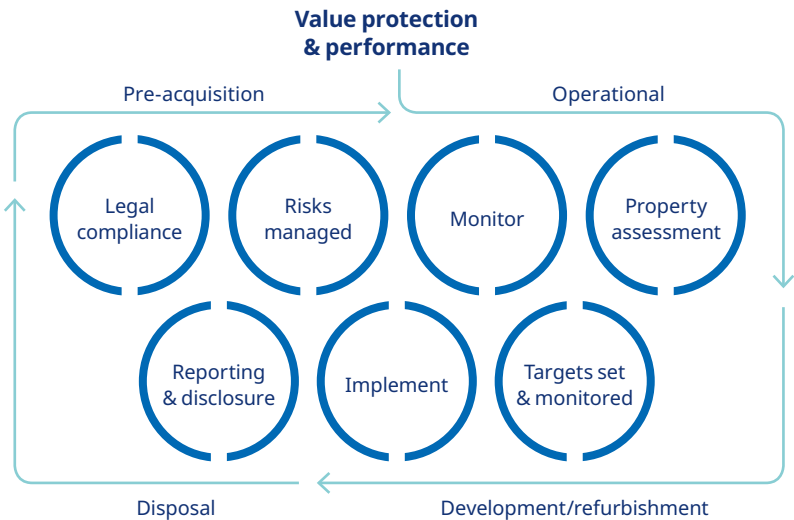 Value protection
& performance
Pre-acquisition
Operational
Legal
compliance
Risks
managed
Monitor
Property
assessment
Reporting
& disclosure
Implement
Targets set
& monitored
Disposal
Development/refurbishment